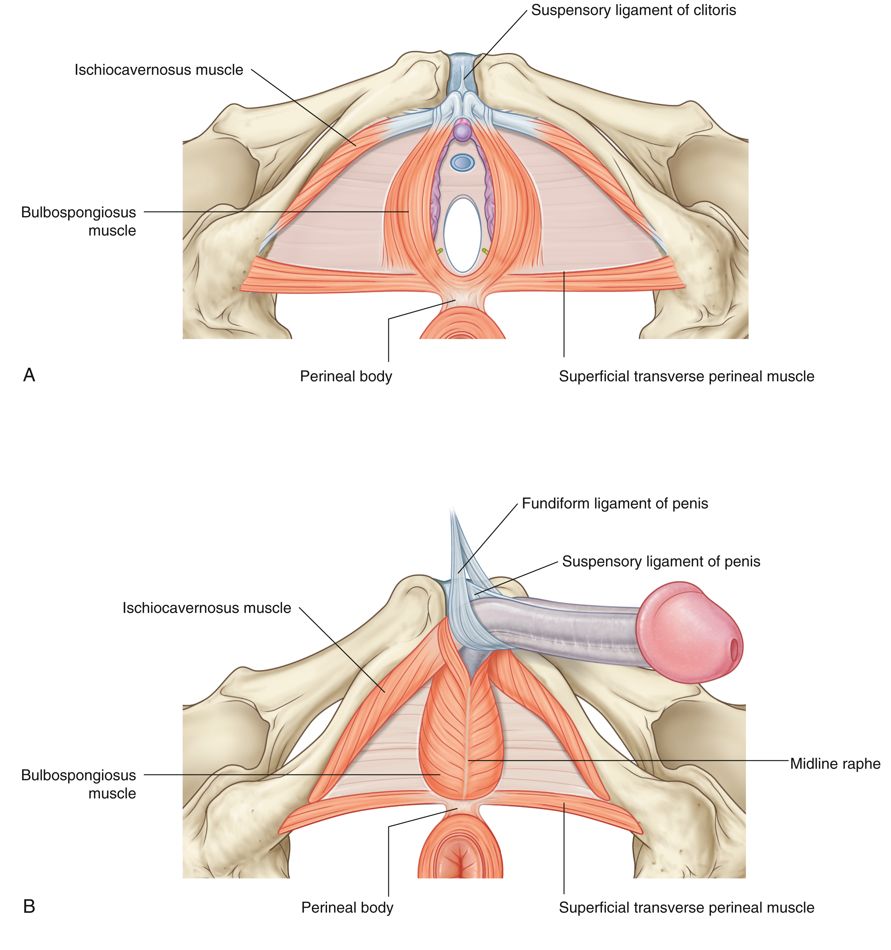 Suspensory ligament of clitoris
Ischiocavernosus muscle
Bulbospongiosus
muscle
Perineal body
Superficial transverse perineal muscle
A
Fundiform ligament of penis
Suspensory ligament of penis
Ischiocavernosus muscle
Midline raphe
Bulbospongiosus
muscle
Perineal body
Superficial transverse perineal muscle
B